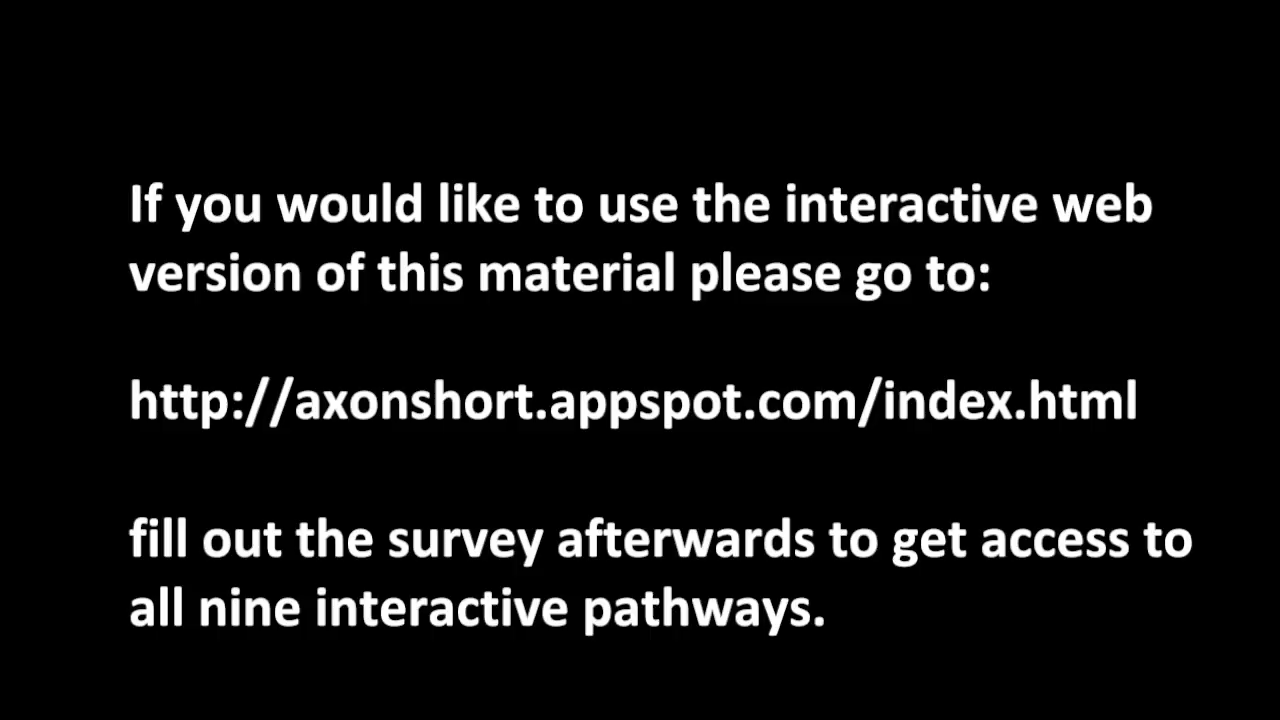 If you would like to use the interactive web
version of this material please go to:
http://axonshort.appspot.com/index.html
fill out the survey afterwards to get access to
all nine interactive pathways.